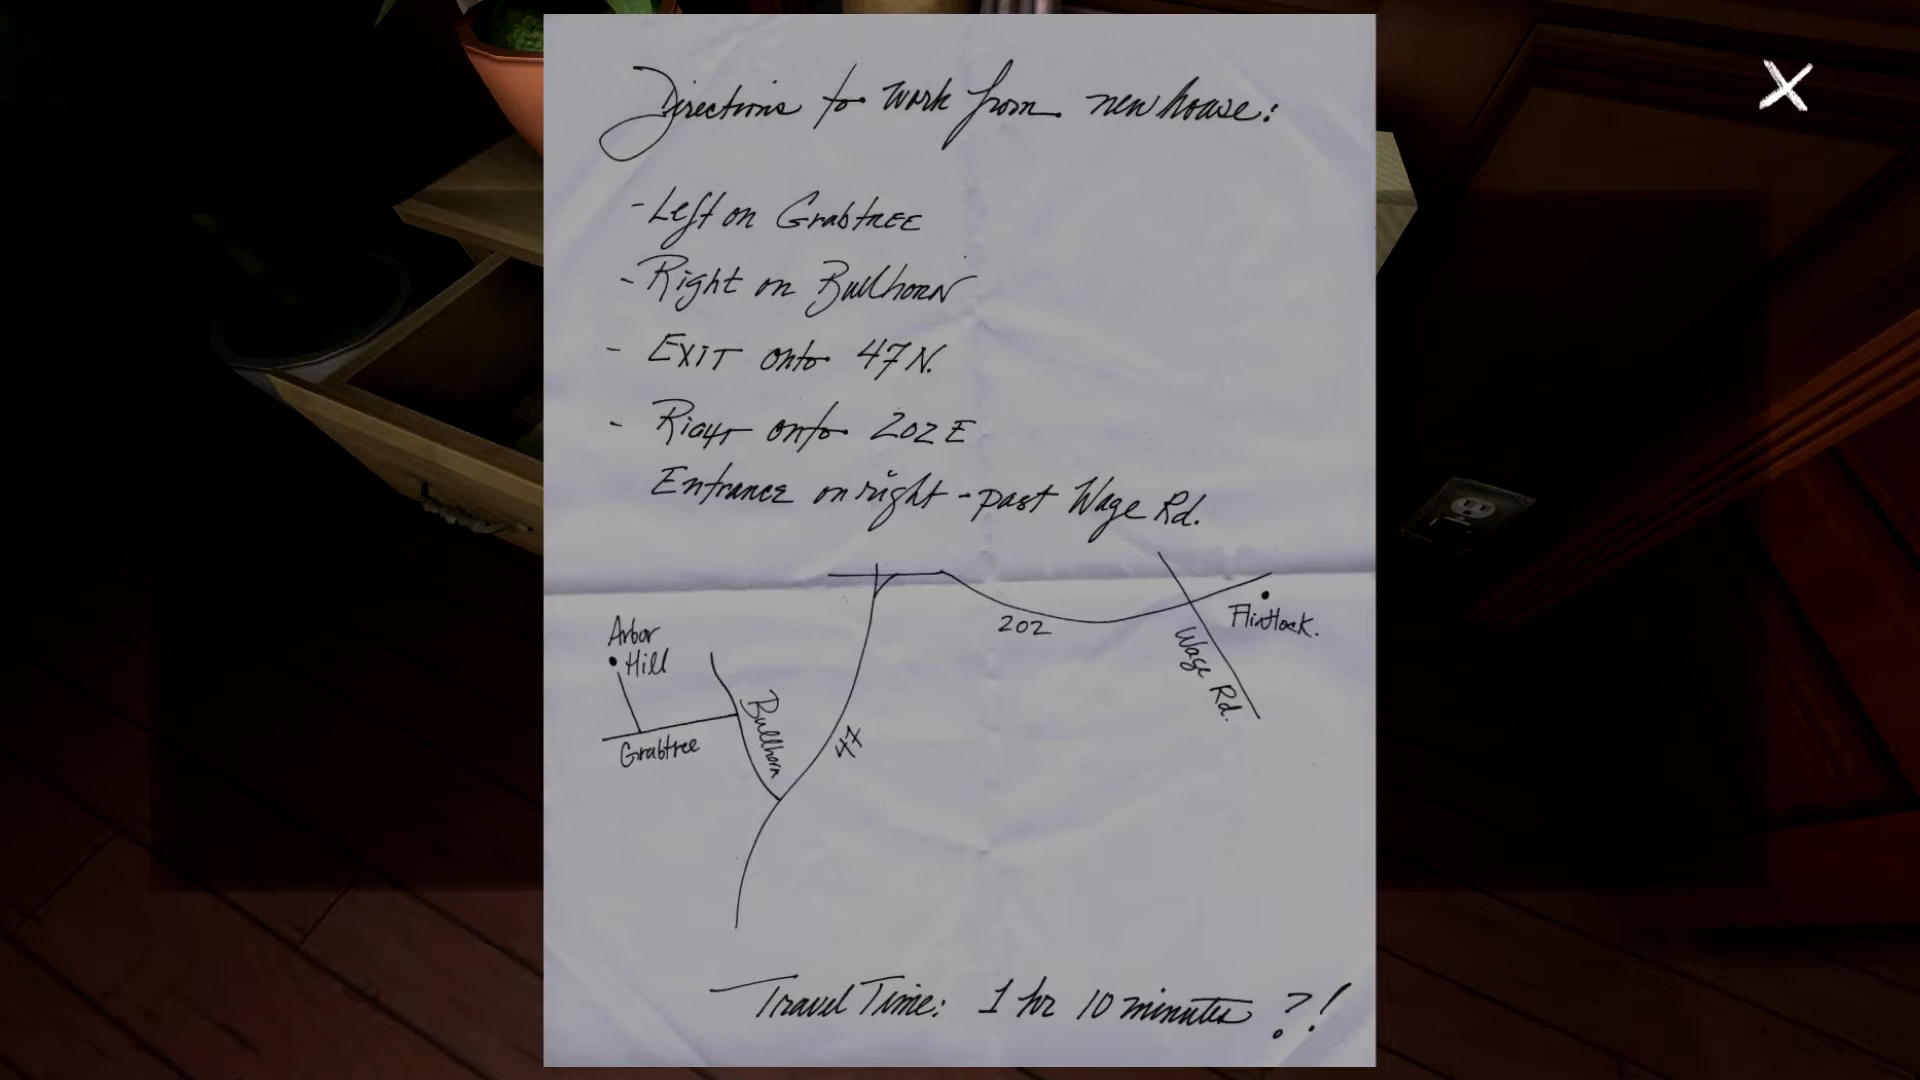 Directions to work from new house:
- Left on Grabtree
- Right on Bullhorn
- Exit onto 47 N.
- Right onto 202 E
Entrance on right - past Wage Rd.
Arbor
Hill
Grabtree
Bullhorn
47
202
Wage Rd.
Flintlock.
Travel Time: 1 hr 10 minutes ?!